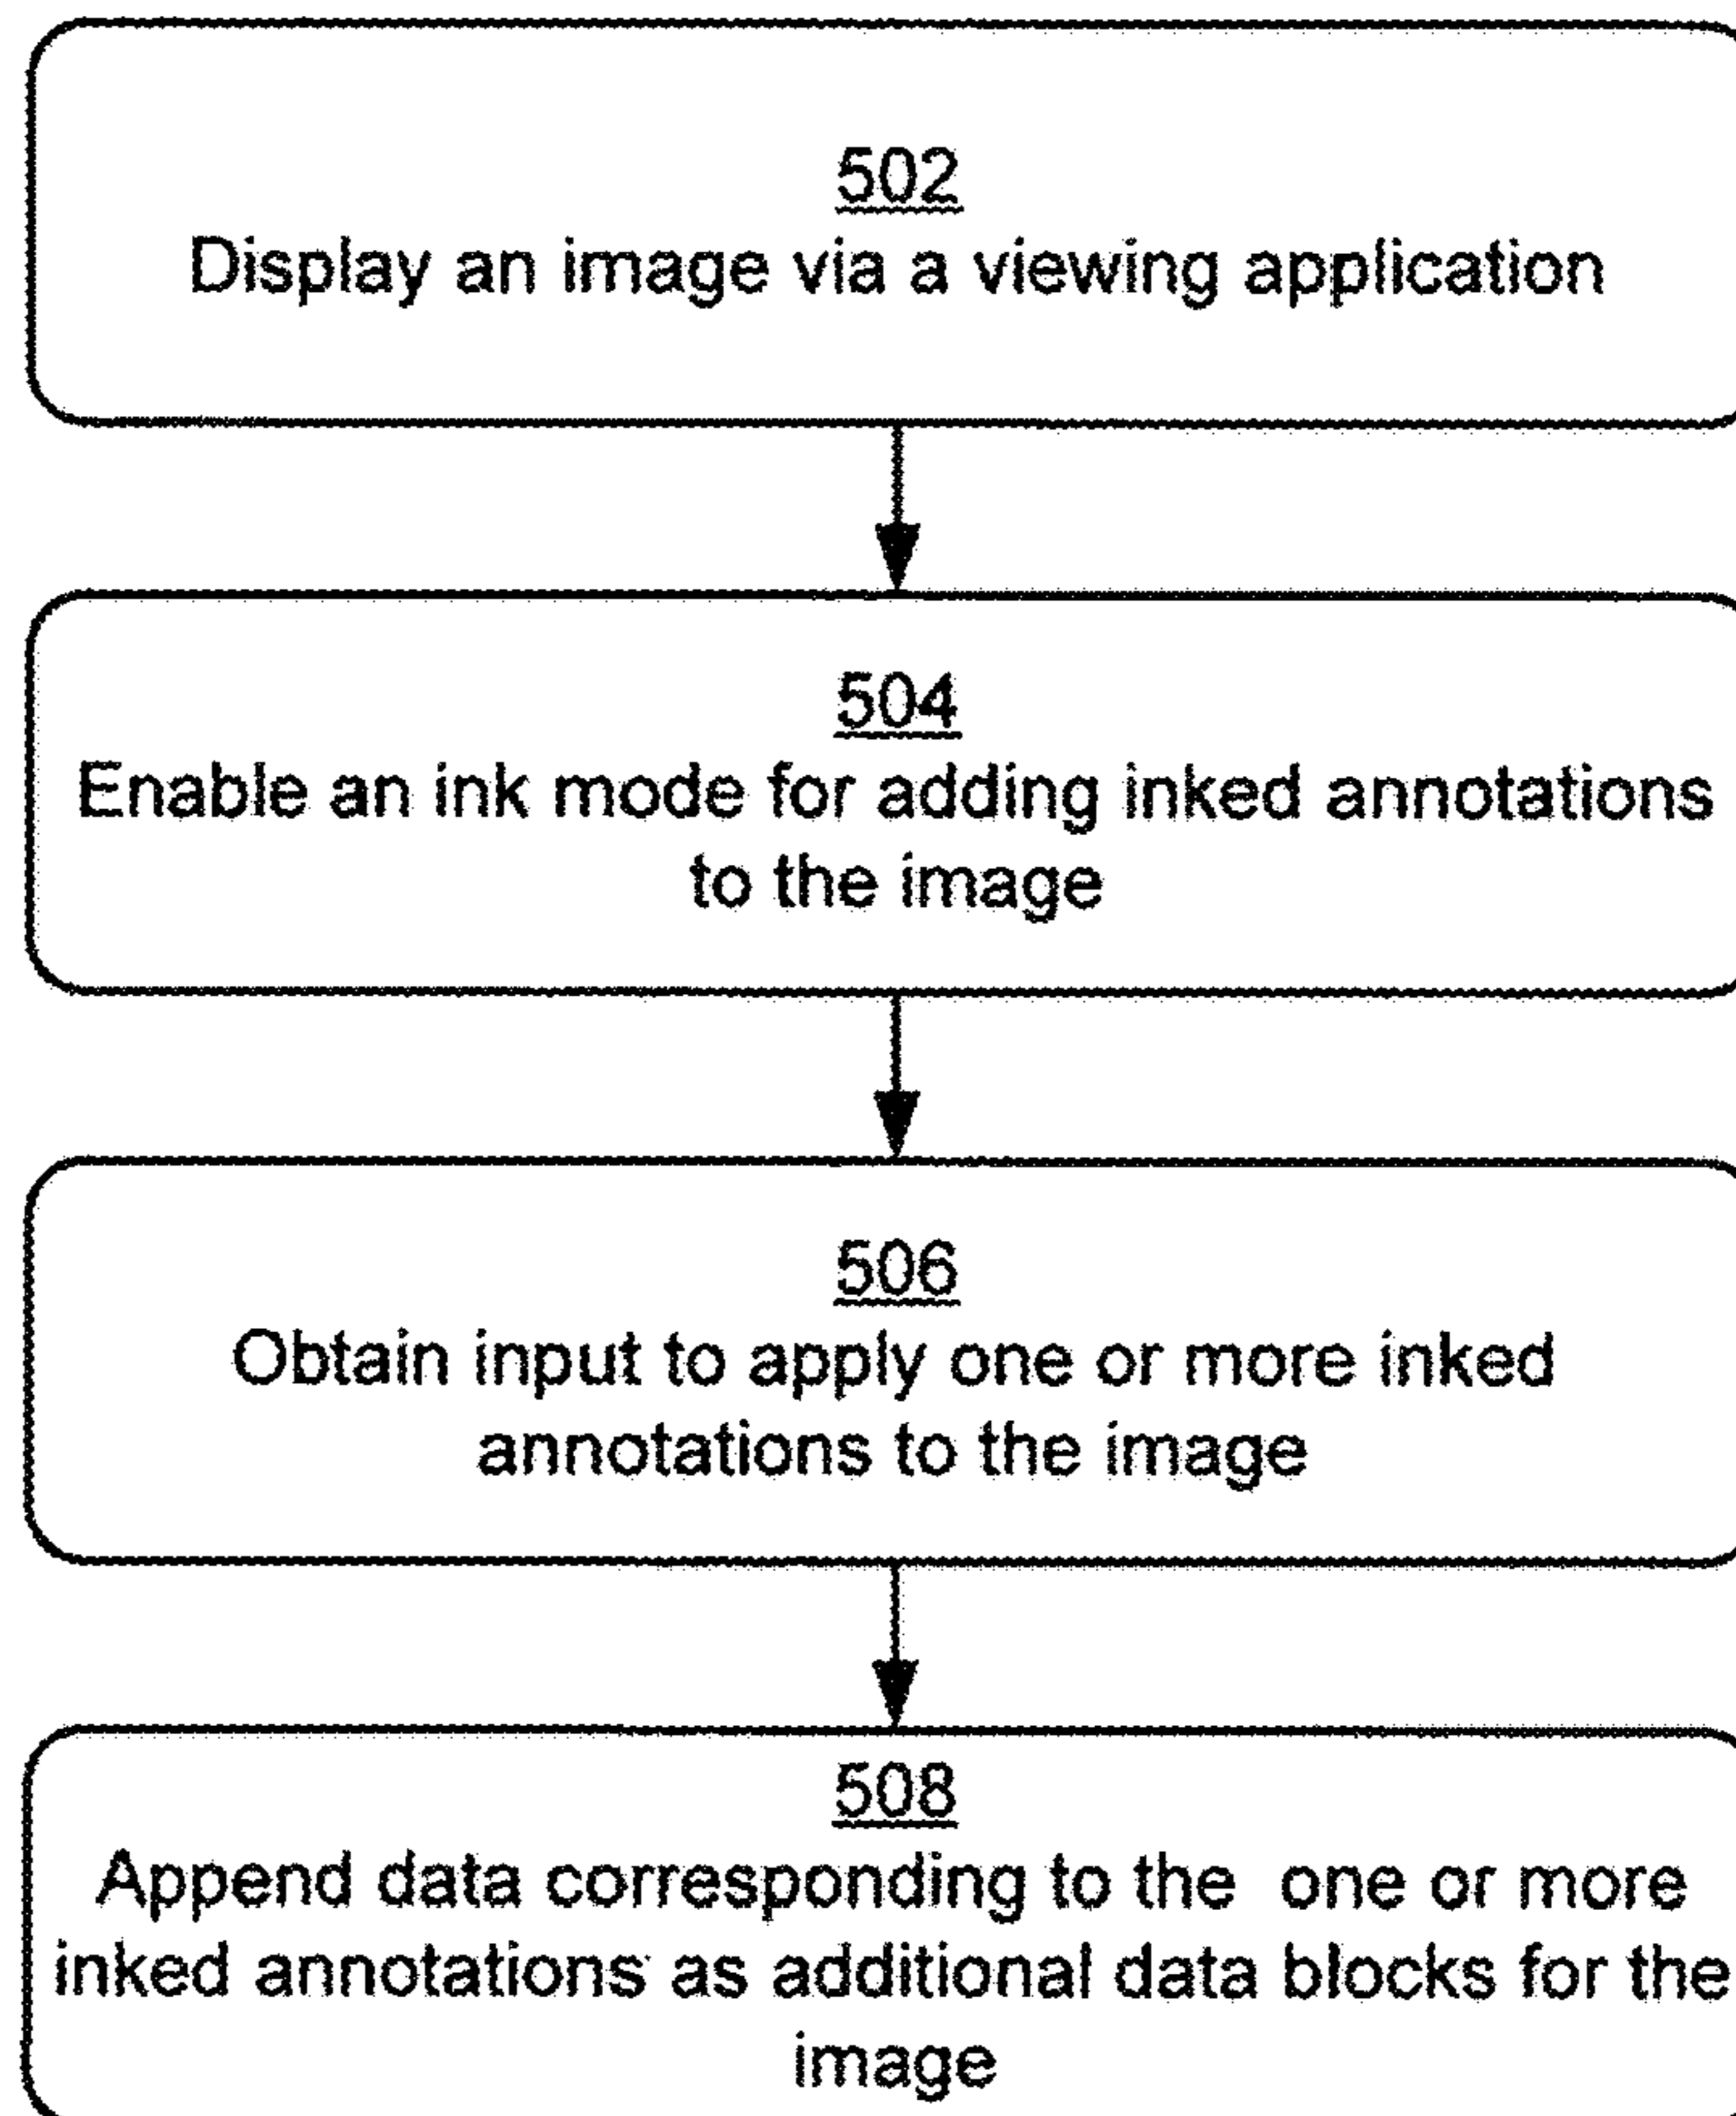 502
Display an image via a viewing application
504
Enable an ink mode for adding inked annotations
to the image
506
Obtain input to apply one or more inked
annotations to the image
508
Append data corresponding to the one or more
inked annotations as additional data blocks for the
image